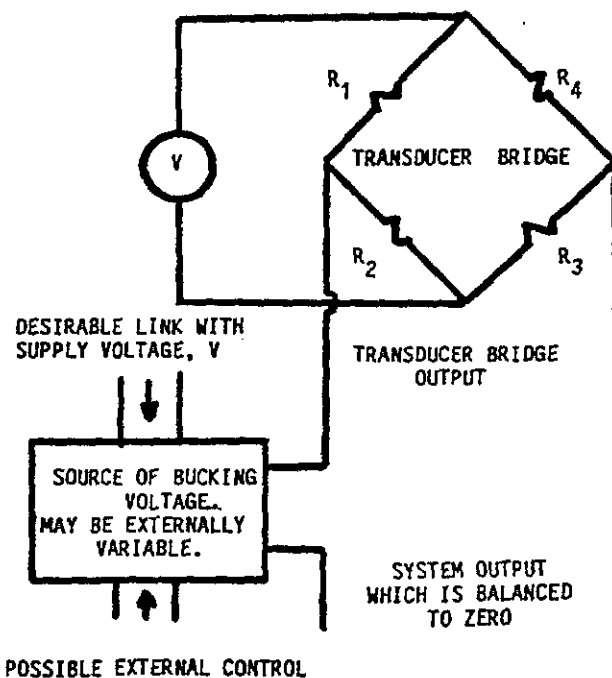 R1
R4
V
TRANSDUCER BRIDGE
R2
R3
DESIRABLE LINK WITH
SUPPLY VOLTAGE, V
TRANSDUCER BRIDGE
OUTPUT
SOURCE OF BUCKING
VOLTAGE.
MAY BE EXTERNALLY
VARIABLE.
SYSTEM OUTPUT
WHICH IS BALANCED
TO ZERO
POSSIBLE EXTERNAL CONTROL